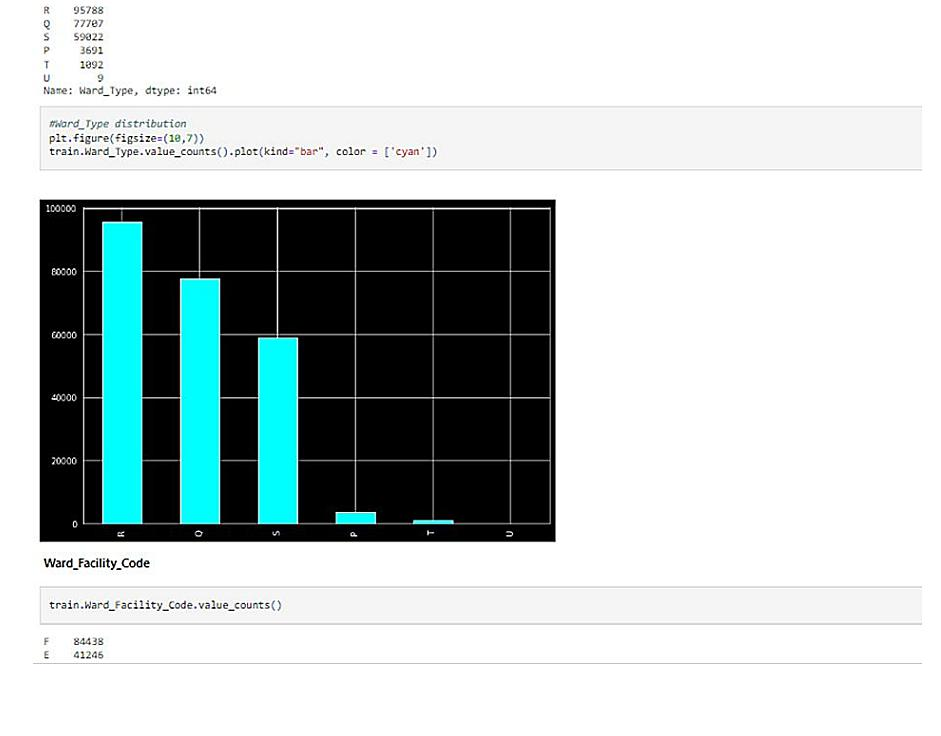 R 95788
Q 77707
S 59022
P 3691
T 1092
U 9
Name: Ward_Type, dtype: int64
#Ward_Type distribution
plt.figure(figsize=(10,7))
train.Ward_Type.value_counts().plot(kind="bar", color = ['cyan'])
100000
80000
60000
40000
20000
0
R Q S P T U
Ward_Facility_Code
train.Ward_Facility_Code.value_counts()
F 84438
E 41246